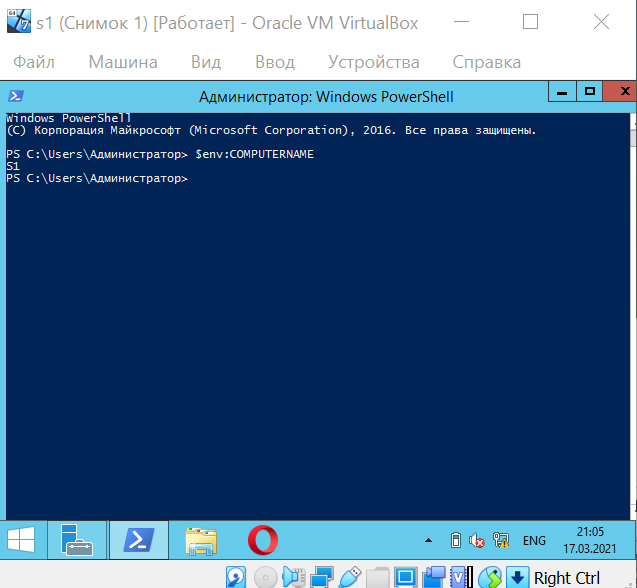 s1 (Снимок 1) [Работает] - Oracle VM VirtualBox
Файл Машина Вид Ввод Устройства Справка
Администратор: Windows PowerShell
Windows PowerShell
(C) Корпорация Майкрософт (Microsoft Corporation), 2016. Все права защищены.
PS C:\Users\Администратор> $env:COMPUTERNAME
S1
PS C:\Users\Администратор>
ENG
21:05
17.03.2021
Right Ctrl